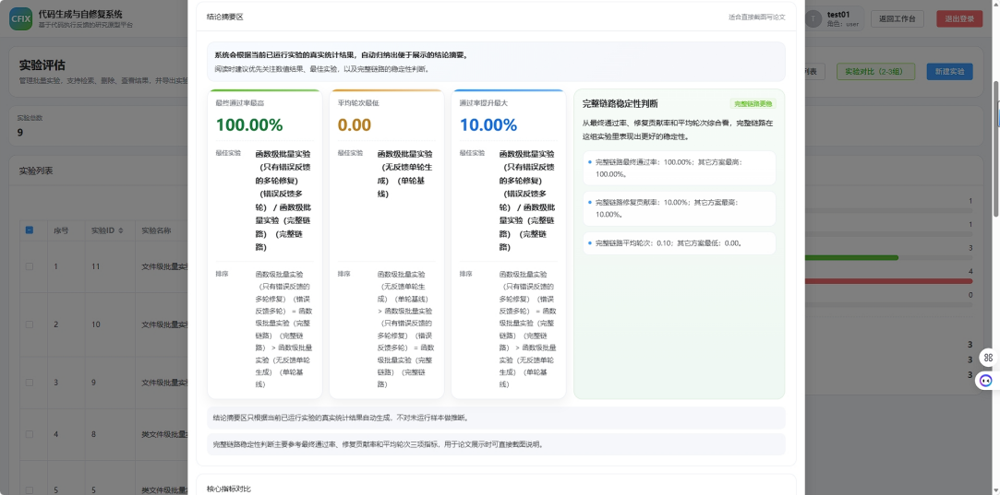 CFIX
代码生成与自修复系统
基于代码执行反馈的研究原型平台
T
test01
角色：user
返回工作台
退出登录
实验评估
管理批量实验，支持检索、删除、查看结果，并导出实
列表
实验对比（2-3组）
新建实验
实验总数
9
实验列表
序号
实验ID
实验名称
1
11
文件级批量实
2
10
文件级批量实
3
9
文件级批量实
4
8
类文件级批量
5
5
类文件级批量
1
1
3
4
0
3
3
3
结论摘要区
适合直接截图写论文
系统会根据当前已运行实验的真实统计结果，自动归纳出便于展示的结论摘要。
阅读时建议优先关注数值结果、最佳实验，以及完整链路的稳定性判断。
最终通过率最高
100.00%
最佳实验
函数级批量实验
（只有错误反馈
的多轮修复）
（错误反馈多
轮） / 函数级批
量实验（完整链
路）（完整链
路）
排序
函数级批量实验
（只有错误反馈的
多轮修复）（错误
反馈多轮） = 函数
级批量实验（完整
链路）（完整链
路） > 函数级批量
实验（无反馈单轮
生成）（单轮基
线）
平均轮次最低
0.00
最佳实验
函数级批量实验
（无反馈单轮生
成）（单轮基
线）
排序
函数级批量实验
（无反馈单轮生
成）（单轮基线）
> 函数级批量实验
（只有错误反馈的
多轮修复）（错误
反馈多轮） = 函数
级批量实验（完整
链路）（完整链
路）
通过率提升最大
10.00%
最佳实验
函数级批量实验
（只有错误反馈
的多轮修复）
（错误反馈多
轮） / 函数级批
量实验（完整链
路）（完整链
路）
排序
函数级批量实验
（只有错误反馈的
多轮修复）（错误
反馈多轮） = 函数
级批量实验（完整
链路）（完整链
路） > 函数级批量
实验（无反馈单轮
生成）（单轮基
线）
完整链路稳定性判断
完整链路更稳
从最终通过率、修复贡献率和平均轮次综合看，完整链路在
这组实验里表现出更好的稳定性。
完整链路最终通过率：100.00%；其它方案最高：
100.00%。
完整链路修复贡献率：10.00%；其它方案最高：
10.00%。
完整链路平均轮次：0.10；其它方案最低：0.00。
结论摘要区只根据当前已运行实验的真实统计结果自动生成，不对未运行样本做推断。
完整链路稳定性判断主要参考最终通过率、修复贡献率和平均轮次三项指标，用于论文展示时可直接截图说明。
核心指标对比